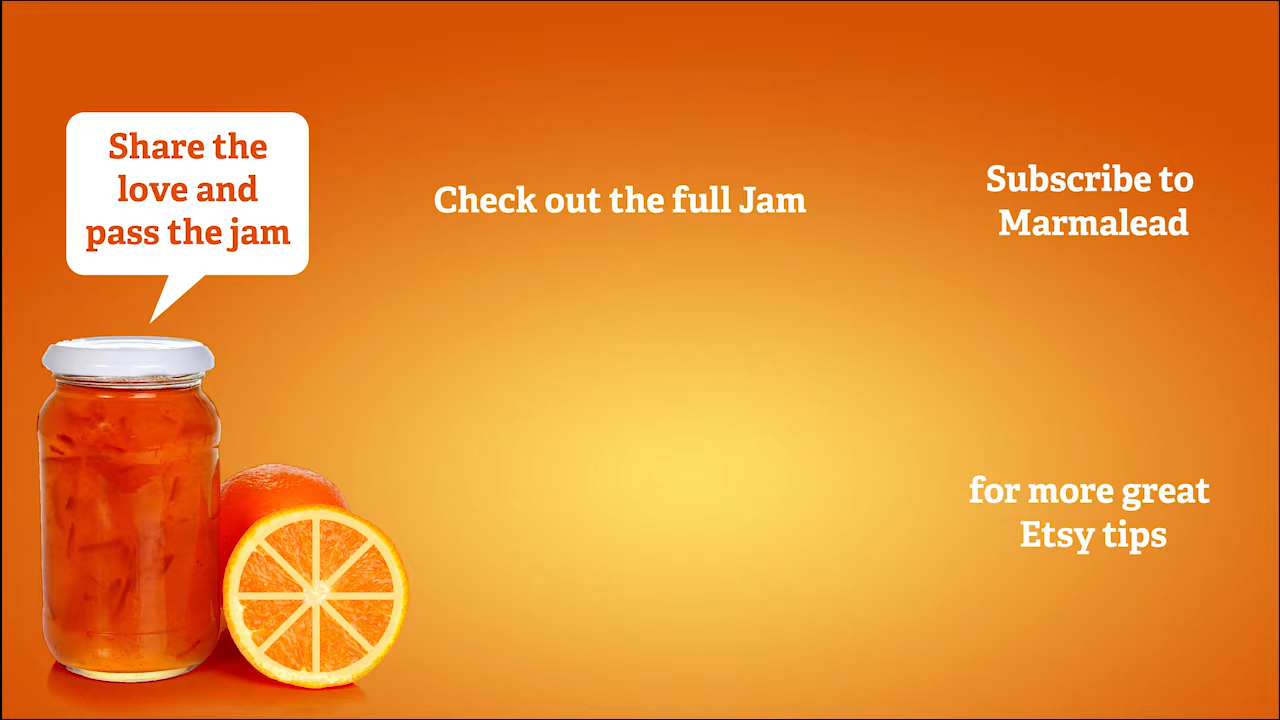 Share the
love and
pass the jam
Check out the full Jam
Subscribe to
Marmalead
for more great
Etsy tips